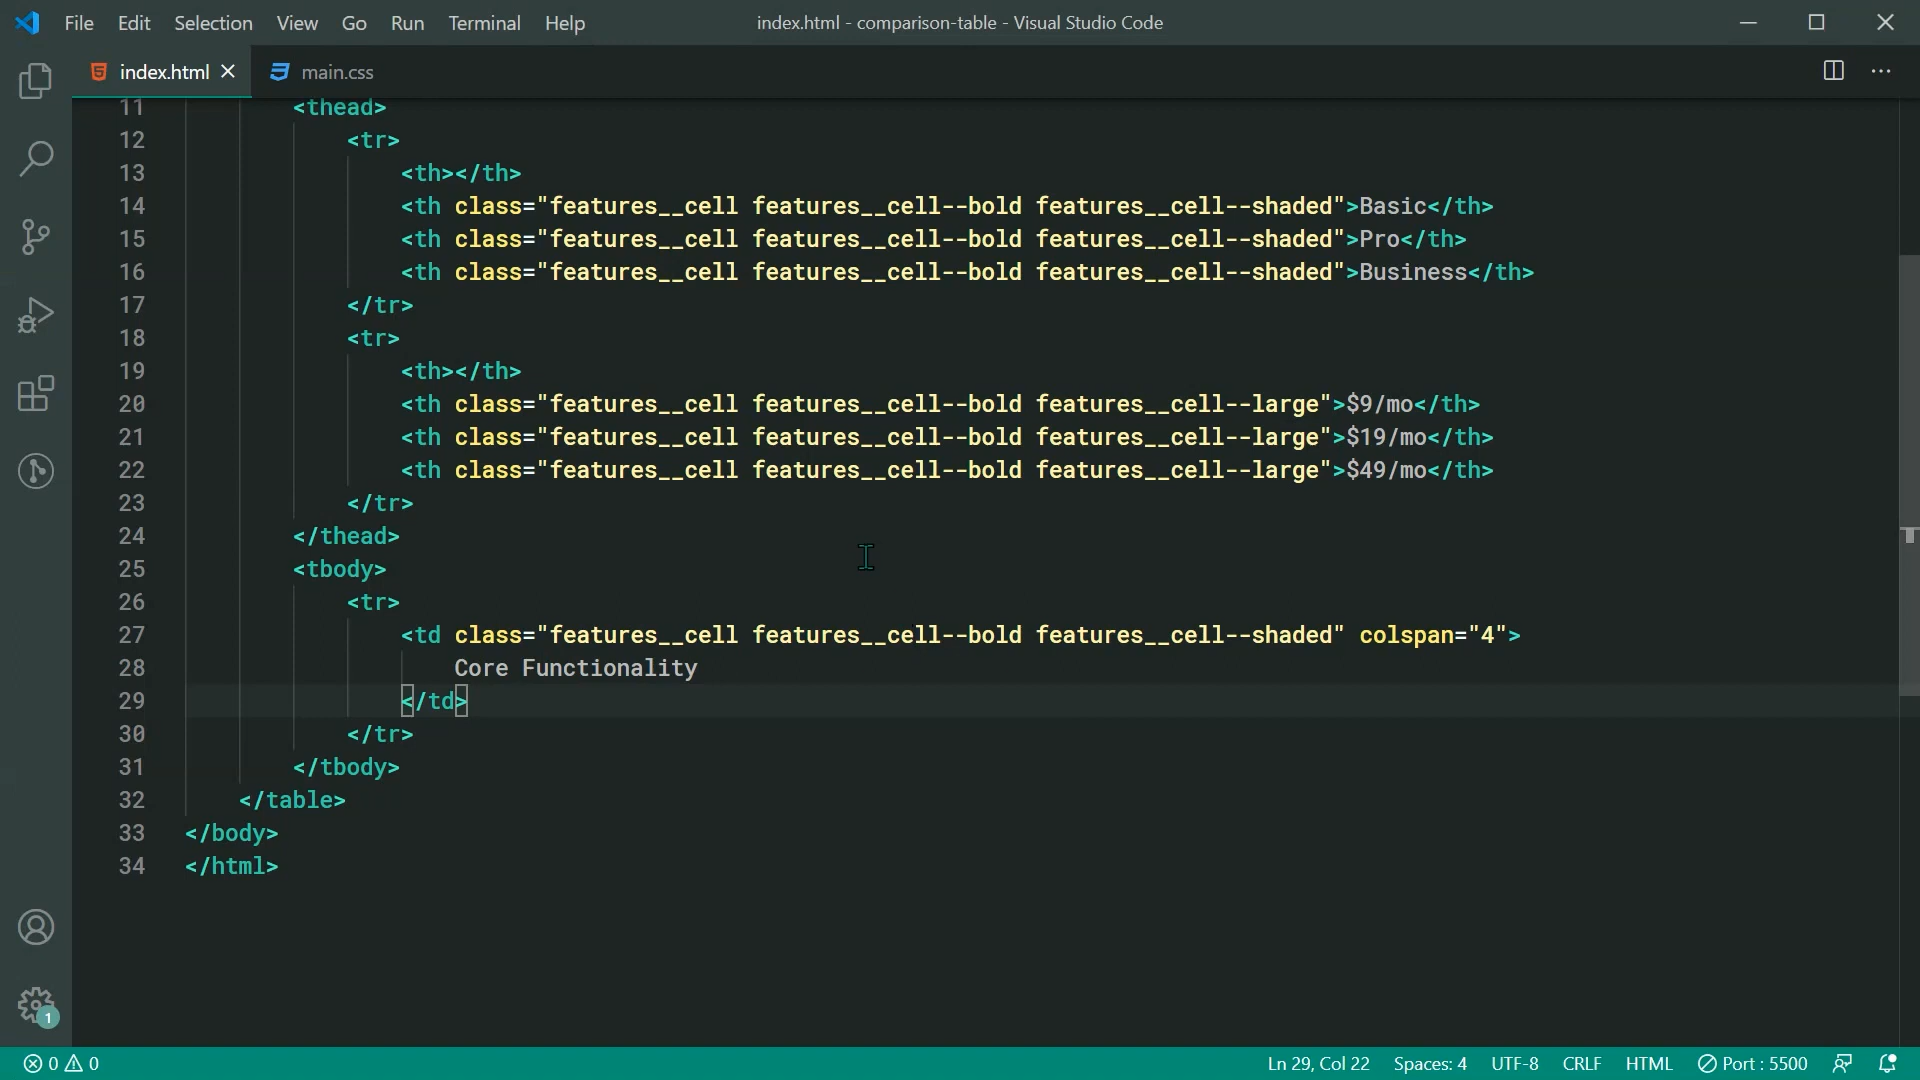 File Edit Selection View Go Run Terminal Help index.html - comparison-table - Visual Studio Code
index.html main.css
11 <thead>
12 <tr>
13 <th></th>
14 <th class="features__cell features__cell--bold features__cell--shaded">Basic</th>
15 <th class="features__cell features__cell--bold features__cell--shaded">Pro</th>
16 <th class="features__cell features__cell--bold features__cell--shaded">Business</th>
17 </tr>
18 <tr>
19 <th></th>
20 <th class="features__cell features__cell--bold features__cell--large">$9/mo</th>
21 <th class="features__cell features__cell--bold features__cell--large">$19/mo</th>
22 <th class="features__cell features__cell--bold features__cell--large">$49/mo</th>
23 </tr>
24 </thead>
25 <tbody>
26 <tr>
27 <td class="features__cell features__cell--bold features__cell--shaded" colspan="4">
28 Core Functionality
29 </td>
30 </tr>
31 </tbody>
32 </table>
33 </body>
34 </html>
1
0 0 Ln 29, Col 22 Spaces: 4 UTF-8 CRLF HTML Port : 5500